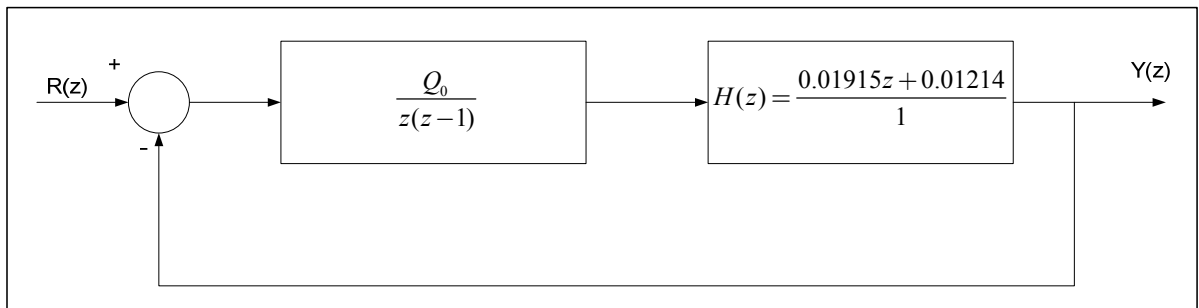 +
R(z)
-
Q₀
z(z−1)
H(z) = 0.01915z + 0.01214
1
Y(z)